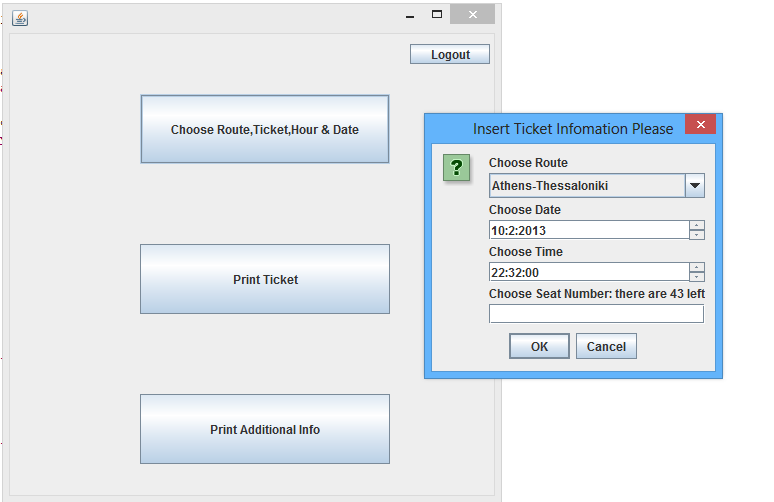 Logout
Choose Route,Ticket,Hour & Date
Print Ticket
Print Additional Info
Insert Ticket Infomation Please
?
Choose Route
Athens-Thessaloniki
Choose Date
10:2:2013
Choose Time
22:32:00
Choose Seat Number: there are 43 left
OK
Cancel